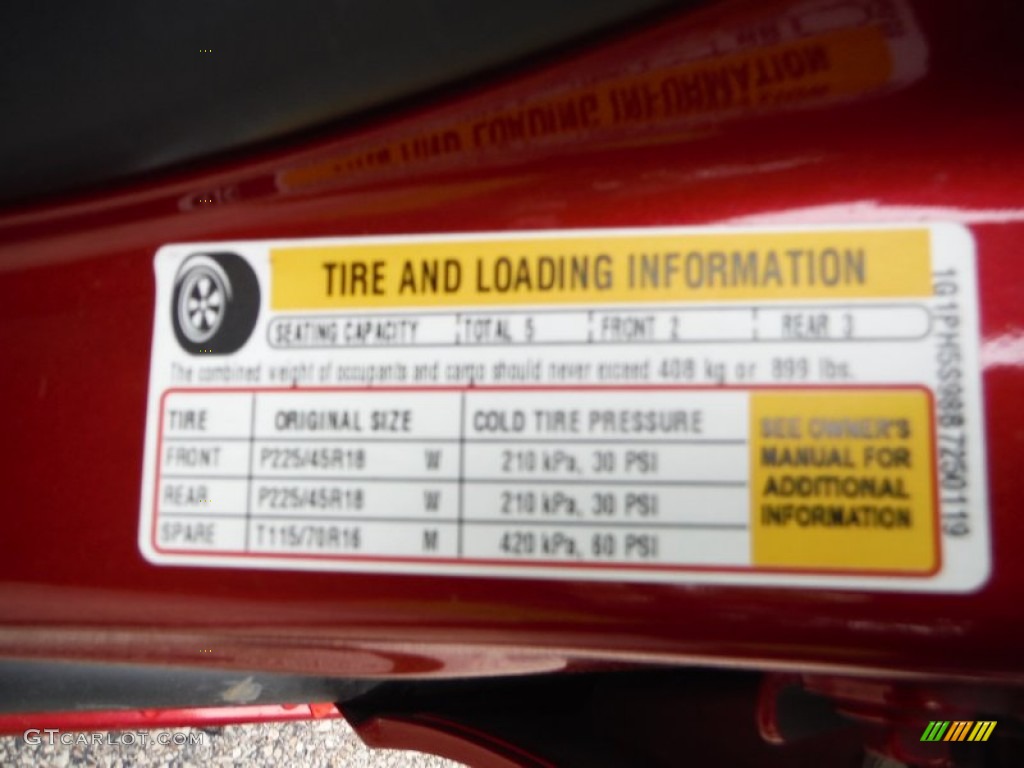 TIRE AND LOADING INFORMATION
SEATING CAPACITY TOTAL 5 FRONT 2 REAR 3
The combined weight of occupants and cargo should never exceed 408 kg or 899 lbs.
TIRE ORIGINAL SIZE COLD TIRE PRESSURE
FRONT P225/45R18 W 210 kPa, 30 PSI
REAR P225/45R18 W 210 kPa, 30 PSI
SPARE T115/70R16 M 420 kPa, 60 PSI
SEE OWNER'S
MANUAL FOR
ADDITIONAL
INFORMATION
GTCARLOT.COM